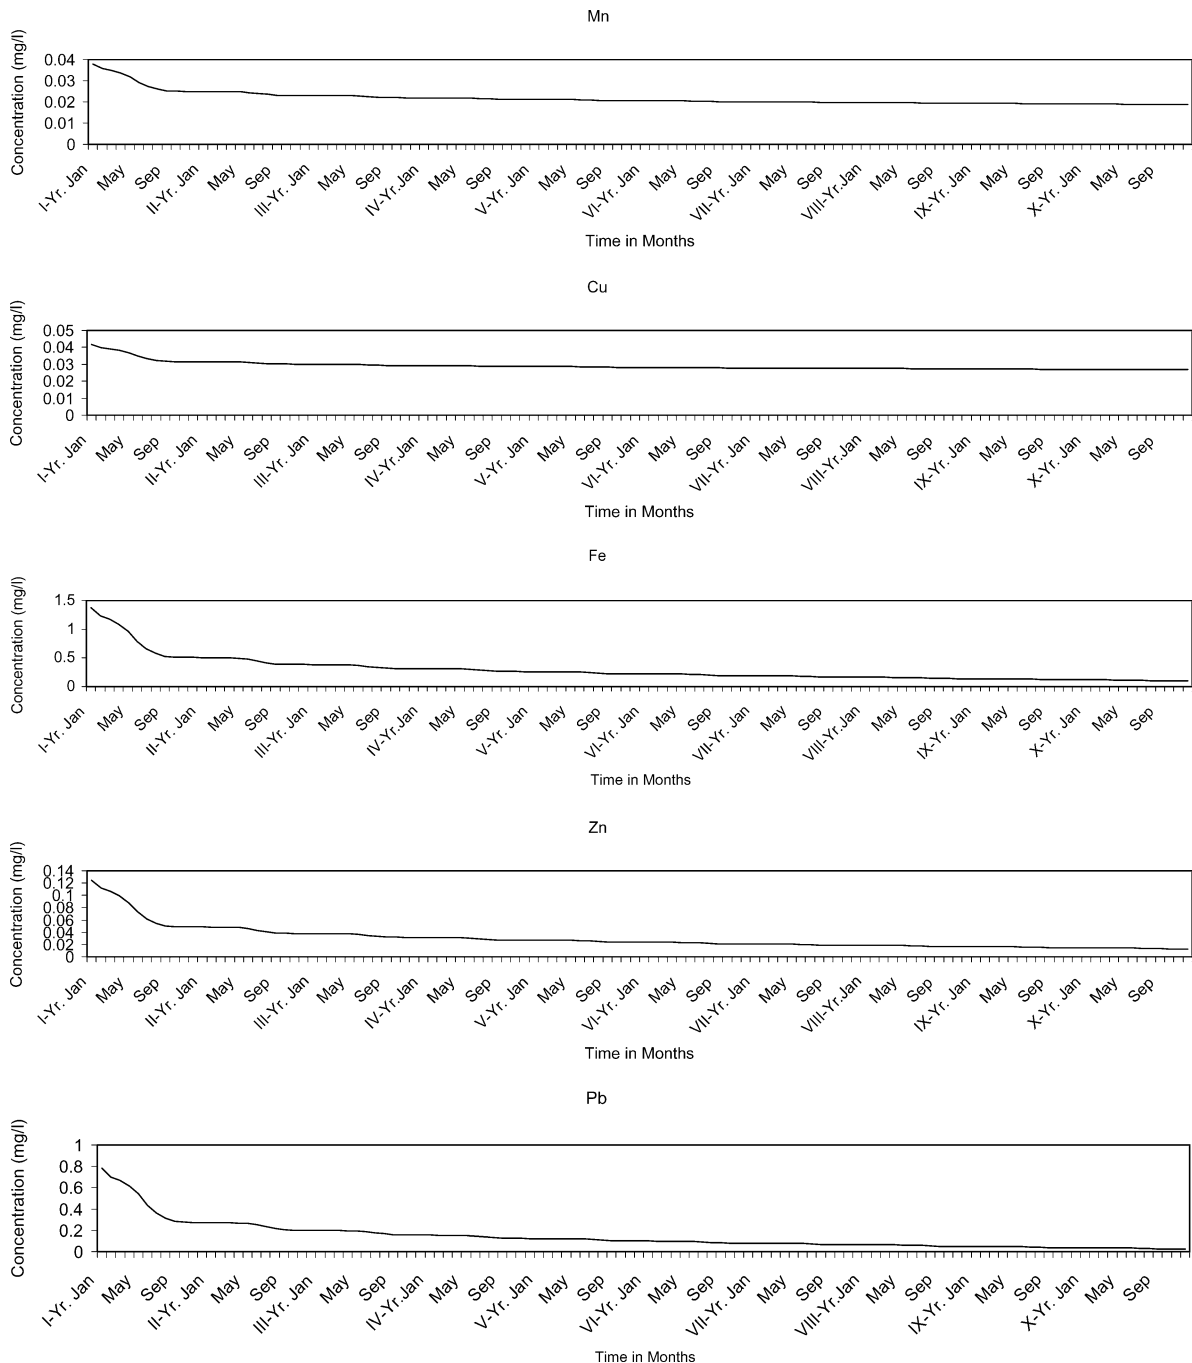 Mn
Concentration (mg/l)
0.04
0.03
0.02
0.01
0
I-Yr. Jan May Sep II-Yr. Jan May Sep III-Yr. Jan May Sep IV-Yr.Jan May Sep V-Yr. Jan May Sep VI-Yr. Jan May Sep VII-Yr. Jan May Sep VIII-Yr.Jan May Sep IX-Yr. Jan May Sep X-Yr. Jan May Sep
Time in Months
Cu
Concentration (mg/l)
0.05
0.04
0.03
0.02
0.01
0
I-Yr. Jan May Sep II-Yr. Jan May Sep III-Yr. Jan May Sep IV-Yr.Jan May Sep V-Yr. Jan May Sep VI-Yr. Jan May Sep VII-Yr. Jan May Sep VIII-Yr.Jan May Sep IX-Yr. Jan May Sep X-Yr. Jan May Sep
Time in Months
Fe
Concentration (mg/l)
1.5
1
0.5
0
I-Yr. Jan May Sep II-Yr. Jan May Sep III-Yr. Jan May Sep IV-Yr.Jan May Sep V-Yr. Jan May Sep VI-Yr. Jan May Sep VII-Yr. Jan May Sep VIII-Yr.Jan May Sep IX-Yr. Jan May Sep X-Yr. Jan May Sep
Time in Months
Zn
Concentration (mg/l)
0.14
0.12
0.1
0.08
0.06
0.04
0.02
0
I-Yr. Jan May Sep II-Yr. Jan May Sep III-Yr. Jan May Sep IV-Yr.Jan May Sep V-Yr. Jan May Sep VI-Yr. Jan May Sep VII-Yr. Jan May Sep VIII-Yr.Jan May Sep IX-Yr. Jan May Sep X-Yr. Jan May Sep
Time in Months
Pb
Concentration (mg/l)
1
0.8
0.6
0.4
0.2
0
I-Yr. Jan May Sep II-Yr. Jan May Sep III-Yr. Jan May Sep IV-Yr.Jan May Sep V-Yr. Jan May Sep VI-Yr. Jan May Sep VII-Yr. Jan May Sep VIII-Yr.Jan May Sep IX-Yr. Jan May Sep X-Yr. Jan May Sep
Time in Months